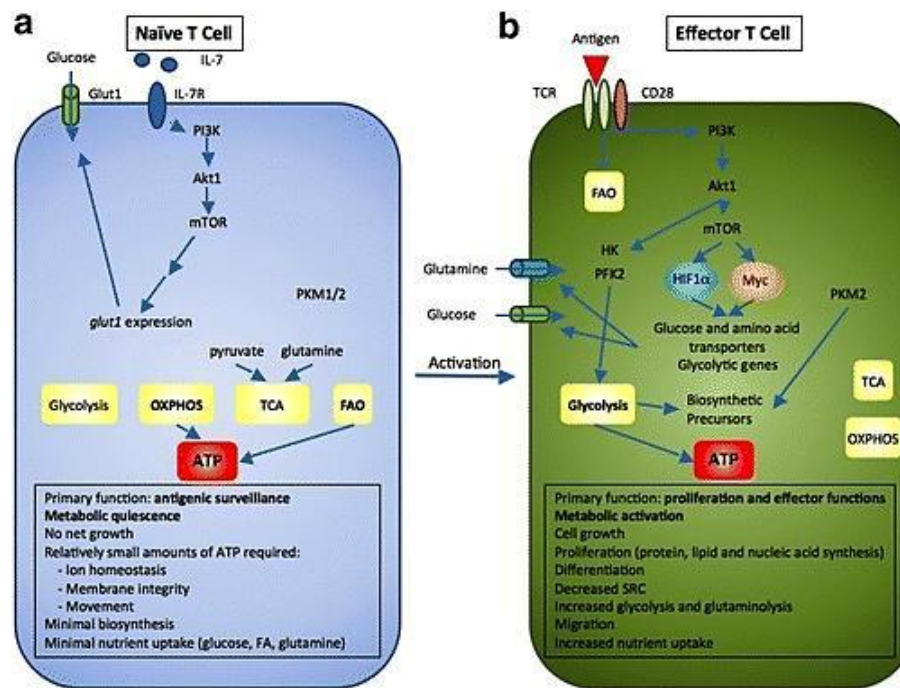 a
Naïve T Cell
Glucose
IL-7
Glut1
IL-7R
PI3K
Akt1
mTOR
PKM1/2
glut1 expression
pyruvate
glutamine
Glycolysis
OXPHOS
TCA
FAO
ATP
Primary function: antigenic surveillance
Metabolic quiescence
No net growth
Relatively small amounts of ATP required:
- Ion homeostasis
- Membrane integrity
- Movement
Minimal biosynthesis
Minimal nutrient uptake (glucose, FA, glutamine)
Activation
b
Effector T Cell
Antigen
TCR
CD28
PI3K
FAO
Akt1
mTOR
HK
PFK2
Glutamine
HIF1α
Myc
PKM2
Glucose
Glucose and amino acid
transporters
Glycolytic genes
TCA
Glycolysis
Biosynthetic
Precursors
OXPHOS
ATP
Primary function: proliferation and effector functions
Metabolic activation
Cell growth
Proliferation (protein, lipid and nucleic acid synthesis)
Differentiation
Decreased SRC
Increased glycolysis and glutaminolysis
Migration
Increased nutrient uptake